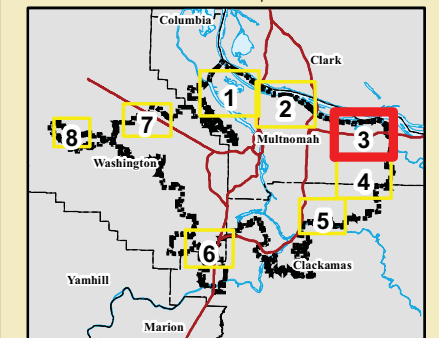 Columbia
Clark
1
2
7
3
8
Multnomah
Washington
4
5
6
Clackamas
Yamhill
Marion